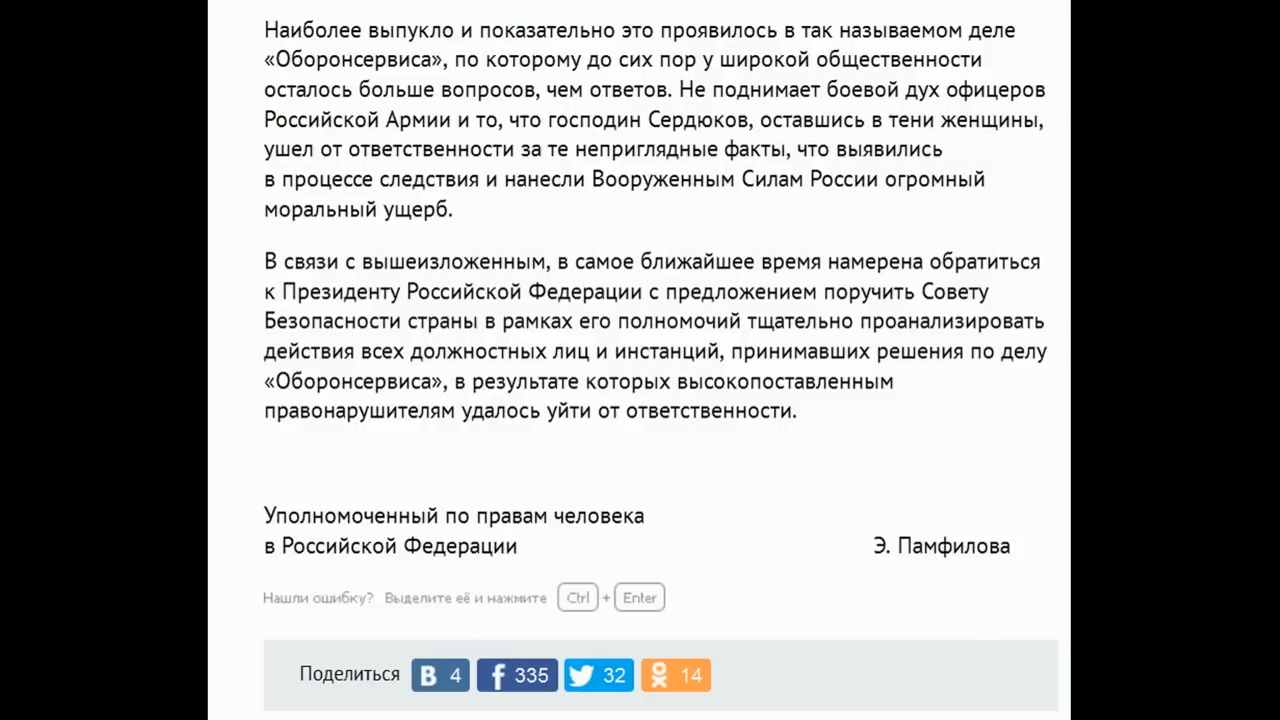 Наиболее выпукло и показательно это проявилось в так называемом деле
«Оборонсервиса», по которому до сих пор у широкой общественности
осталось больше вопросов, чем ответов. Не поднимает боевой дух офицеров
Российской Армии и то, что господин Сердюков, оставшись в тени женщины,
ушел от ответственности за те неприглядные факты, что выявились
в процессе следствия и нанесли Вооруженным Силам России огромный
моральный ущерб.
В связи с вышеизложенным, в самое ближайшее время намерена обратиться
к Президенту Российской Федерации с предложением поручить Совету
Безопасности страны в рамках его полномочий тщательно проанализировать
действия всех должностных лиц и инстанций, принимавших решения по делу
«Оборонсервиса», в результате которых высокопоставленным
правонарушителям удалось уйти от ответственности.
Уполномоченный по правам человека
в Российской Федерации Э. Памфилова
Нашли ошибку? Выделите её и нажмите Ctrl + Enter
Поделиться В 4 f 335 32 14